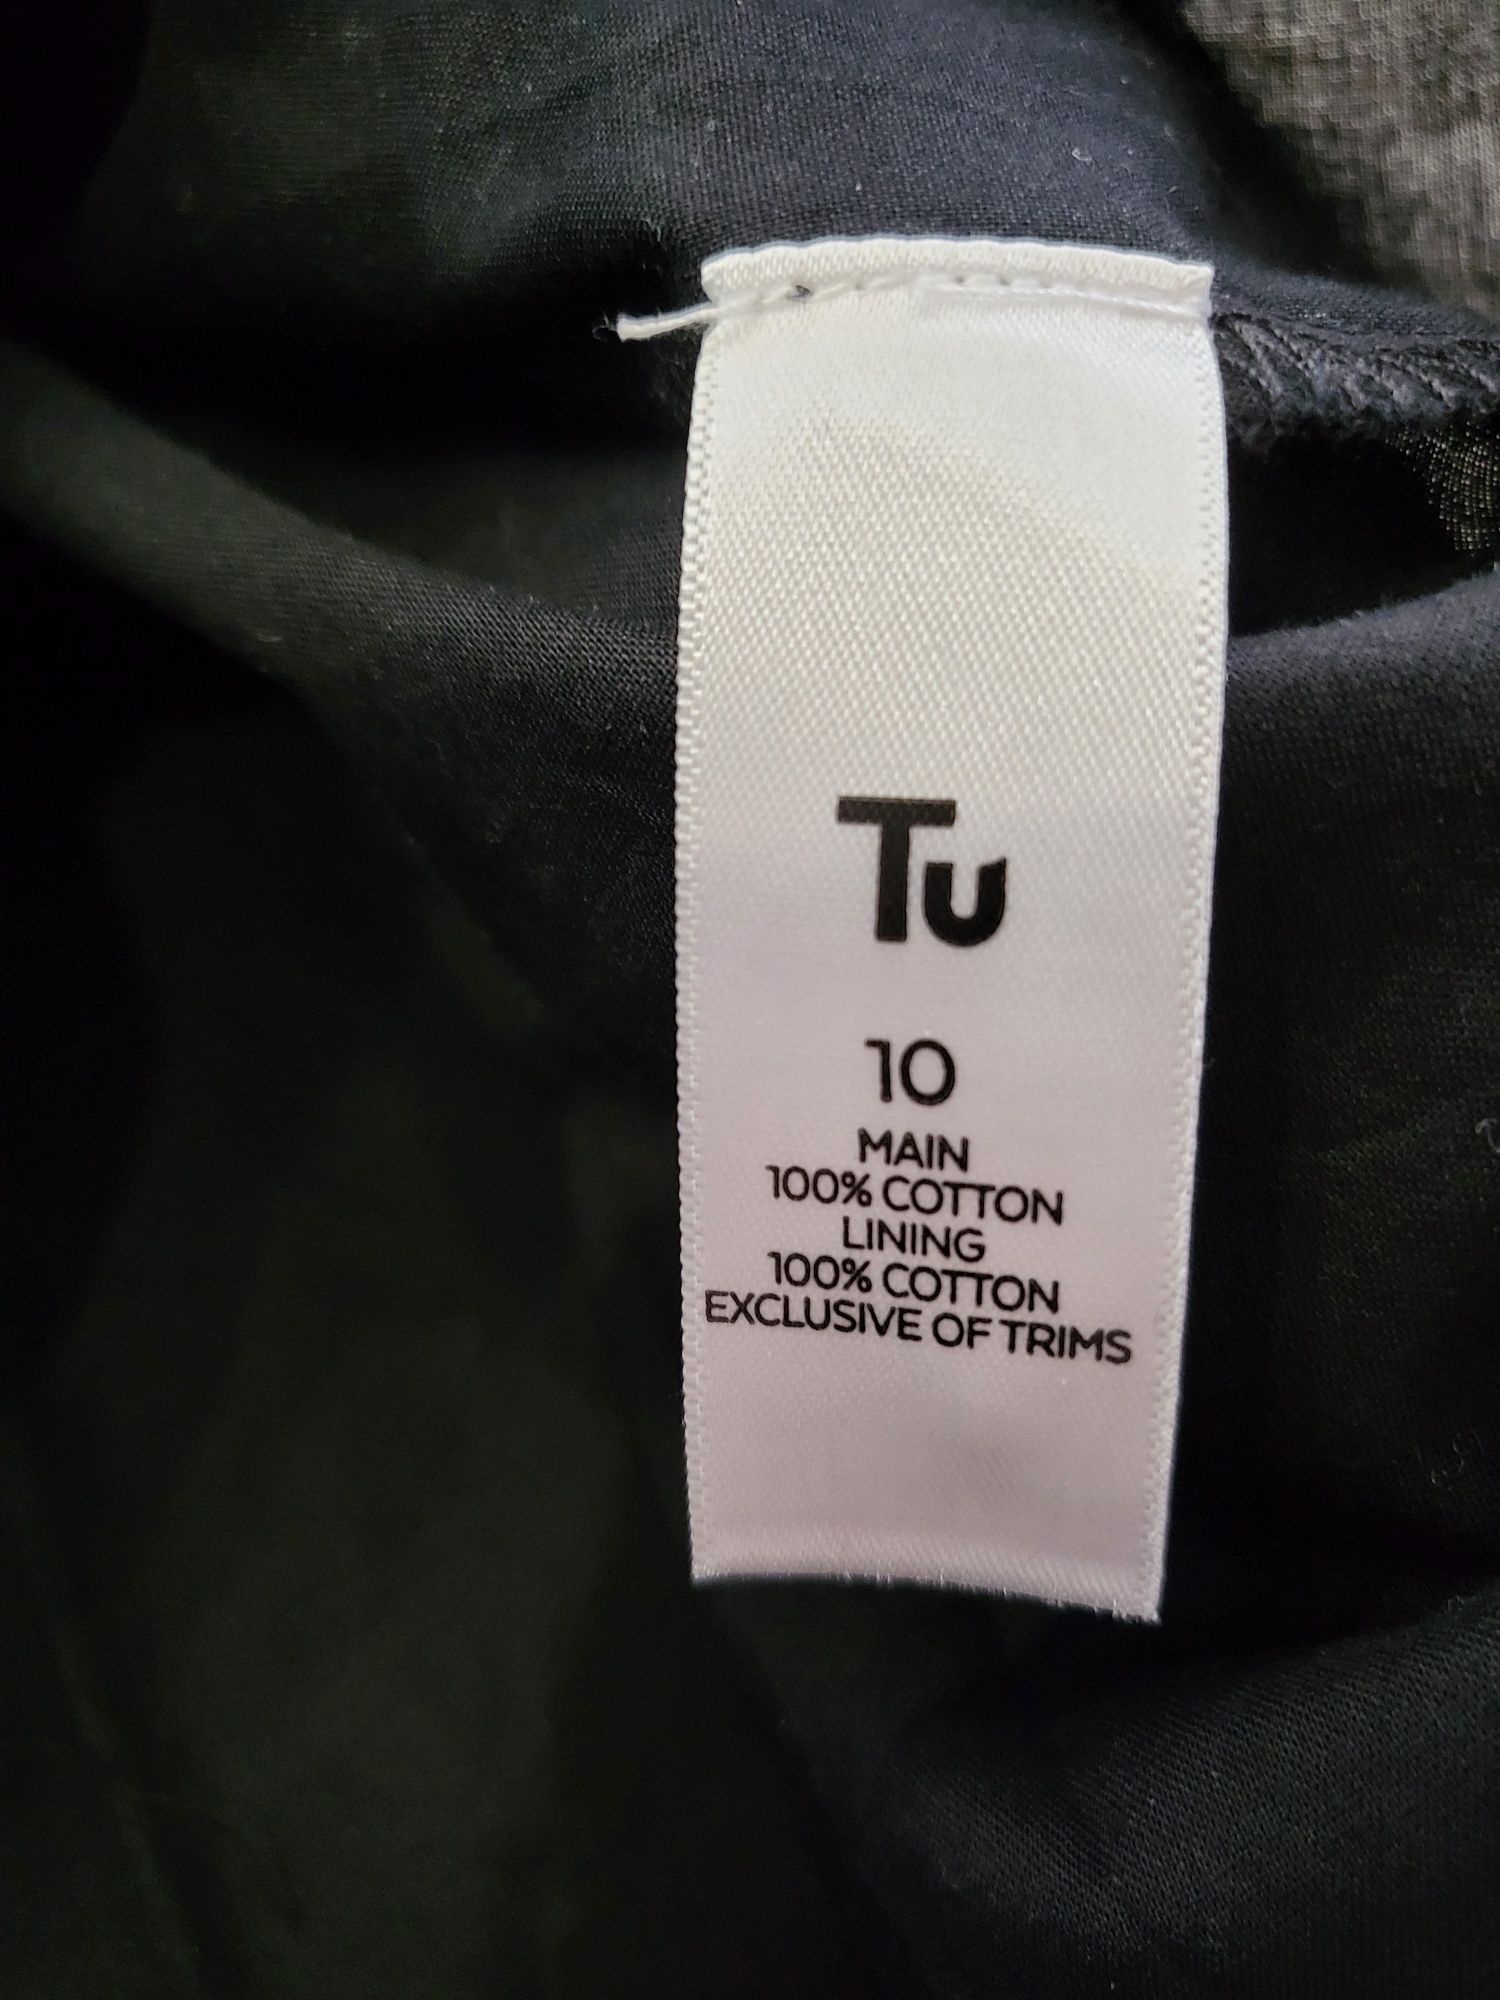 Tu
10
MAIN
100% COTTON
LINING
100% COTTON
EXCLUSIVE OF TRIMS